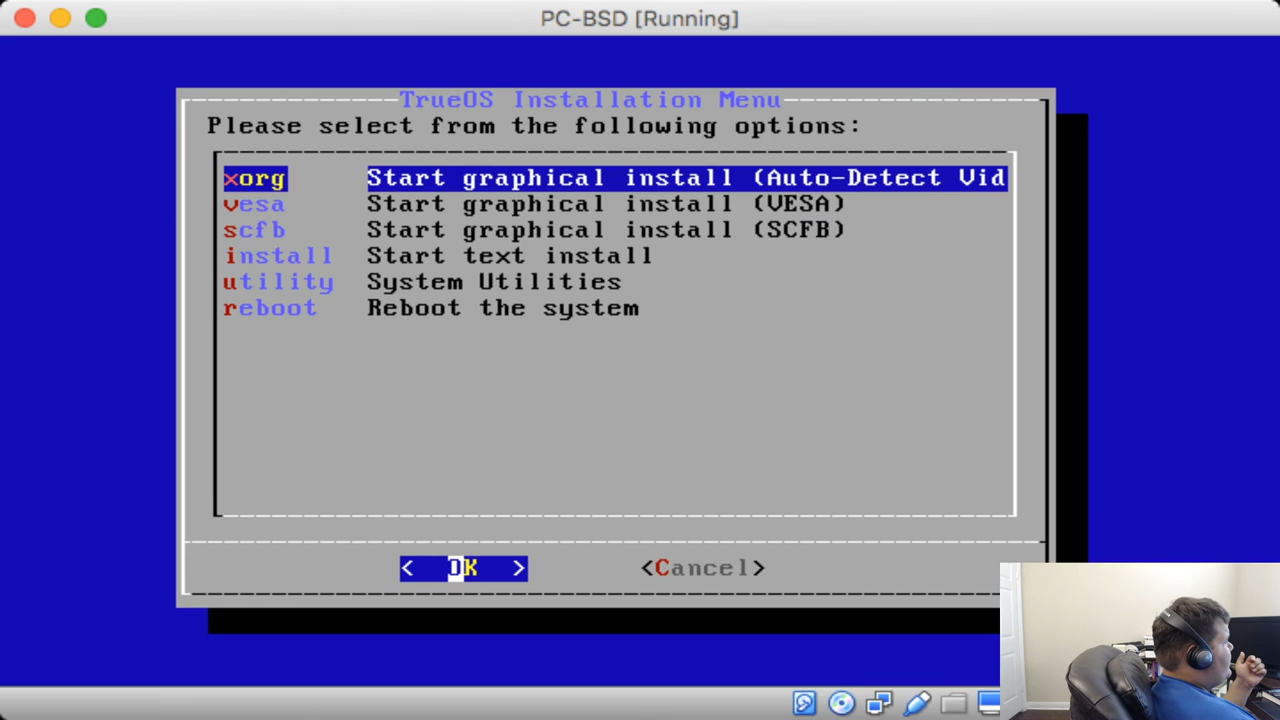 PC-BSD [Running]
TrueOS Installation Menu
Please select from the following options:
xorg Start graphical install (Auto-Detect Vid
vesa Start graphical install (VESA)
scfb Start graphical install (SCFB)
install Start text install
utility System Utilities
reboot Reboot the system
< OK > <Cancel>